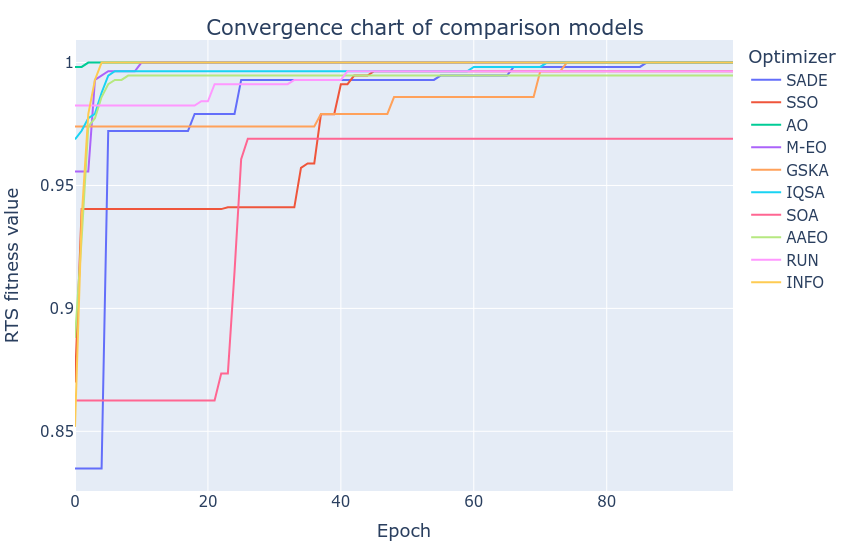 Convergence chart of comparison models
Optimizer
SADE
SSO
AO
M-EO
GSKA
IQSA
SOA
AAEO
RUN
INFO
RTS fitness value
1
0.95
0.9
0.85
0
20
40
60
80
Epoch